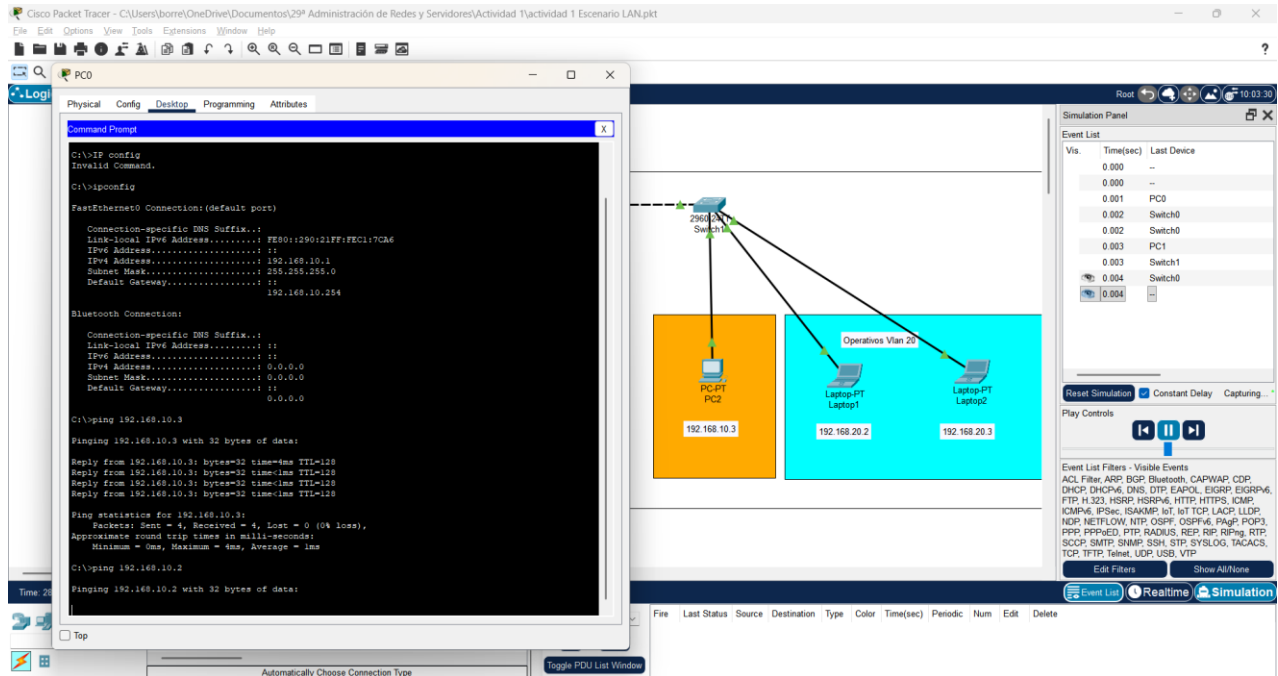 Cisco Packet Tracer - C:\Users\borre\OneDrive\Documentos\29ª Administración de Redes y Servidores\Actividad 1\actividad 1 Escenario LAN.pkt
File Edit Options View Tools Extensions Window Help
?
PC0
Physical Config Desktop Programming Attributes
Command Prompt
X
C:\>IP config
Invalid Command.
C:\>ipconfig
FastEthernet0 Connection:(default port)
Connection-specific DNS Suffix..:
Link-local IPv6 Address.........: FE80::290:21FF:FEC1:7CA6
IPv6 Address....................: ::
IPv4 Address....................: 192.168.10.1
Subnet Mask.....................: 255.255.255.0
Default Gateway.................: ::
192.168.10.254
Bluetooth Connection:
Connection-specific DNS Suffix..:
Link-local IPv6 Address.........: ::
IPv6 Address....................: ::
IPv4 Address....................: 0.0.0.0
Subnet Mask.....................: 0.0.0.0
Default Gateway.................: ::
0.0.0.0
C:\>ping 192.168.10.3
Pinging 192.168.10.3 with 32 bytes of data:
Reply from 192.168.10.3: bytes=32 time=4ms TTL=128
Reply from 192.168.10.3: bytes=32 time<1ms TTL=128
Reply from 192.168.10.3: bytes=32 time<1ms TTL=128
Reply from 192.168.10.3: bytes=32 time<1ms TTL=128
Ping statistics for 192.168.10.3:
Packets: Sent = 4, Received = 4, Lost = 0 (0% loss),
Approximate round trip times in milli-seconds:
Minimum = 0ms, Maximum = 4ms, Average = 1ms
C:\>ping 192.168.10.2
Pinging 192.168.10.2 with 32 bytes of data:
Top
Logi
Time: 28
Automatically Choose Connection Type
Toggle PDU List Window
Switch1
PC-PT
PC2
192.168.10.3
Operativos Vlan 20
Laptop-PT
Laptop1
192.168.20.2
Laptop-PT
Laptop2
192.168.20.3
Root
10:03:30
Simulation Panel
Event List
Vis. Time(sec) Last Device
0.000 --
0.000 --
0.001 PC0
0.002 Switch0
0.002 Switch0
0.003 PC1
0.003 Switch1
0.004 Switch0
0.004 --
Reset Simulation Constant Delay Capturing...
Play Controls
Event List Filters - Visible Events
ACL Filter, ARP, BGP, Bluetooth, CAPWAP, CDP,
DHCP, DHCPv6, DNS, DTP, EAPOL, EIGRP, EIGRPv6,
FTP, H.323, HSRP, HSRPv6, HTTP, HTTPS, ICMP,
ICMPv6, IPSec, ISAKMP, IoT, IoT TCP, LACP, LLDP,
NDP, NETFLOW, NTP, OSPF, OSPFv6, PAgP, POP3,
PPP, PPPoED, PTP, RADIUS, REP, RIP, RIPng, RTP,
SCCP, SMTP, SNMP, SSH, STP, SYSLOG, TACACS,
TCP, TFTP, Telnet, UDP, USB, VTP
Edit Filters Show All/None
Event List Realtime Simulation
Fire Last Status Source Destination Type Color Time(sec) Periodic Num Edit Delete